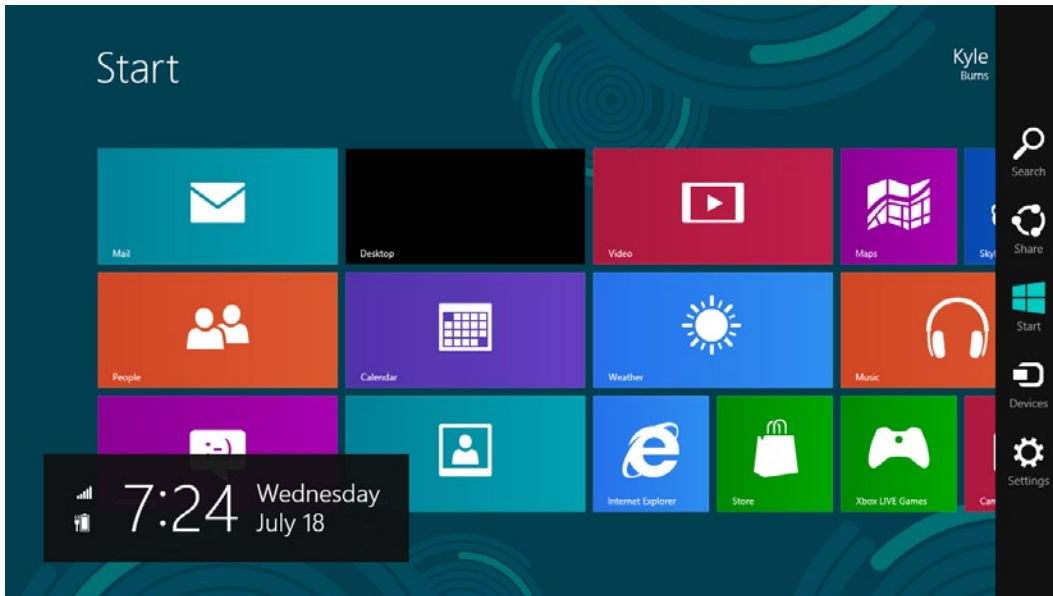 Start
Kyle
Burns
Mail
Desktop
Video
Maps
People
Calendar
Weather
Music
:-)
Internet Explorer
Store
Xbox LIVE Games
7:24
Wednesday
July 18
Search
Share
Start
Devices
Settings